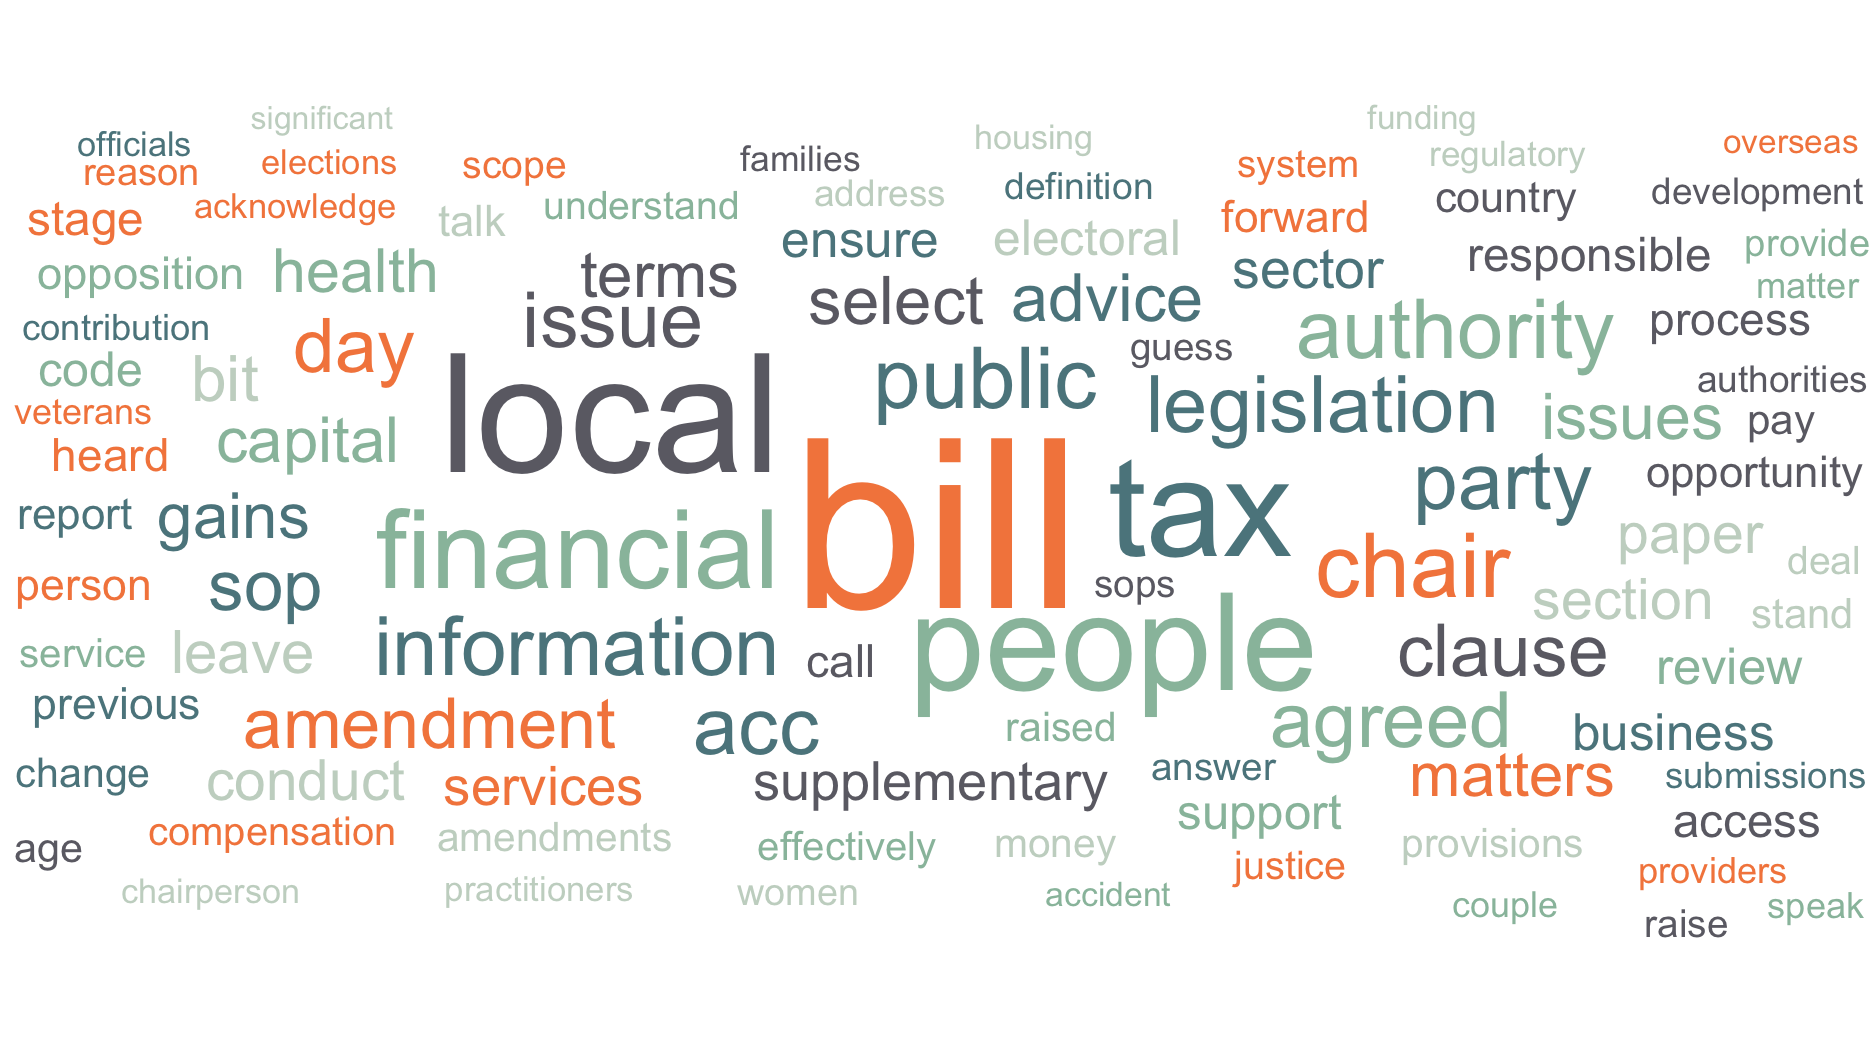 significant
funding
officials
housing
overseas
reason
elections
scope
families
system
regulatory
stage
acknowledge
talk
understand
address
definition
forward
country
development
opposition
health
terms
ensure
electoral
sector
responsible
provide
matter
contribution
day
issue
select
advice
guess
authority
process
code
bit
local
public
legislation
issues
authorities
pay
veterans
heard
capital
bill
tax
party
opportunity
report
gains
financial
chair
paper
deal
person
sop
sops
section
stand
service
leave
information
call
people
clause
review
previous
amendment
acc
raised
agreed
business
change
conduct
services
supplementary
answer
support
matters
submissions
access
age
compensation
amendments
effectively
money
justice
provisions
providers
chairperson
practitioners
women
accident
couple
raise
speak